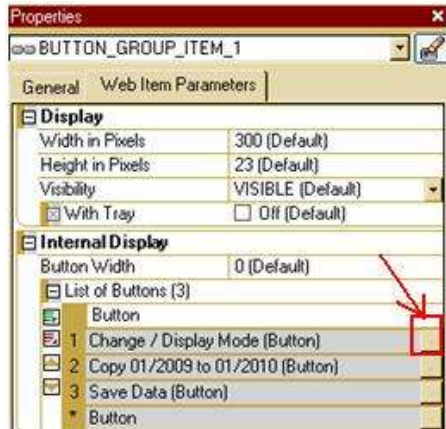 Properties
BUTTON_GROUP_ITEM_1
General Web Item Parameters
Display
Width in Pixels 300 (Default)
Height in Pixels 23 (Default)
Visibility VISIBLE (Default)
With Tray Off (Default)
Internal Display
Button Width 0 (Default)
List of Buttons (3)
Button
1 Change / Display Mode (Button)
2 Copy 01/2009 to 01/2010 (Button)
3 Save Data (Button)
* Button